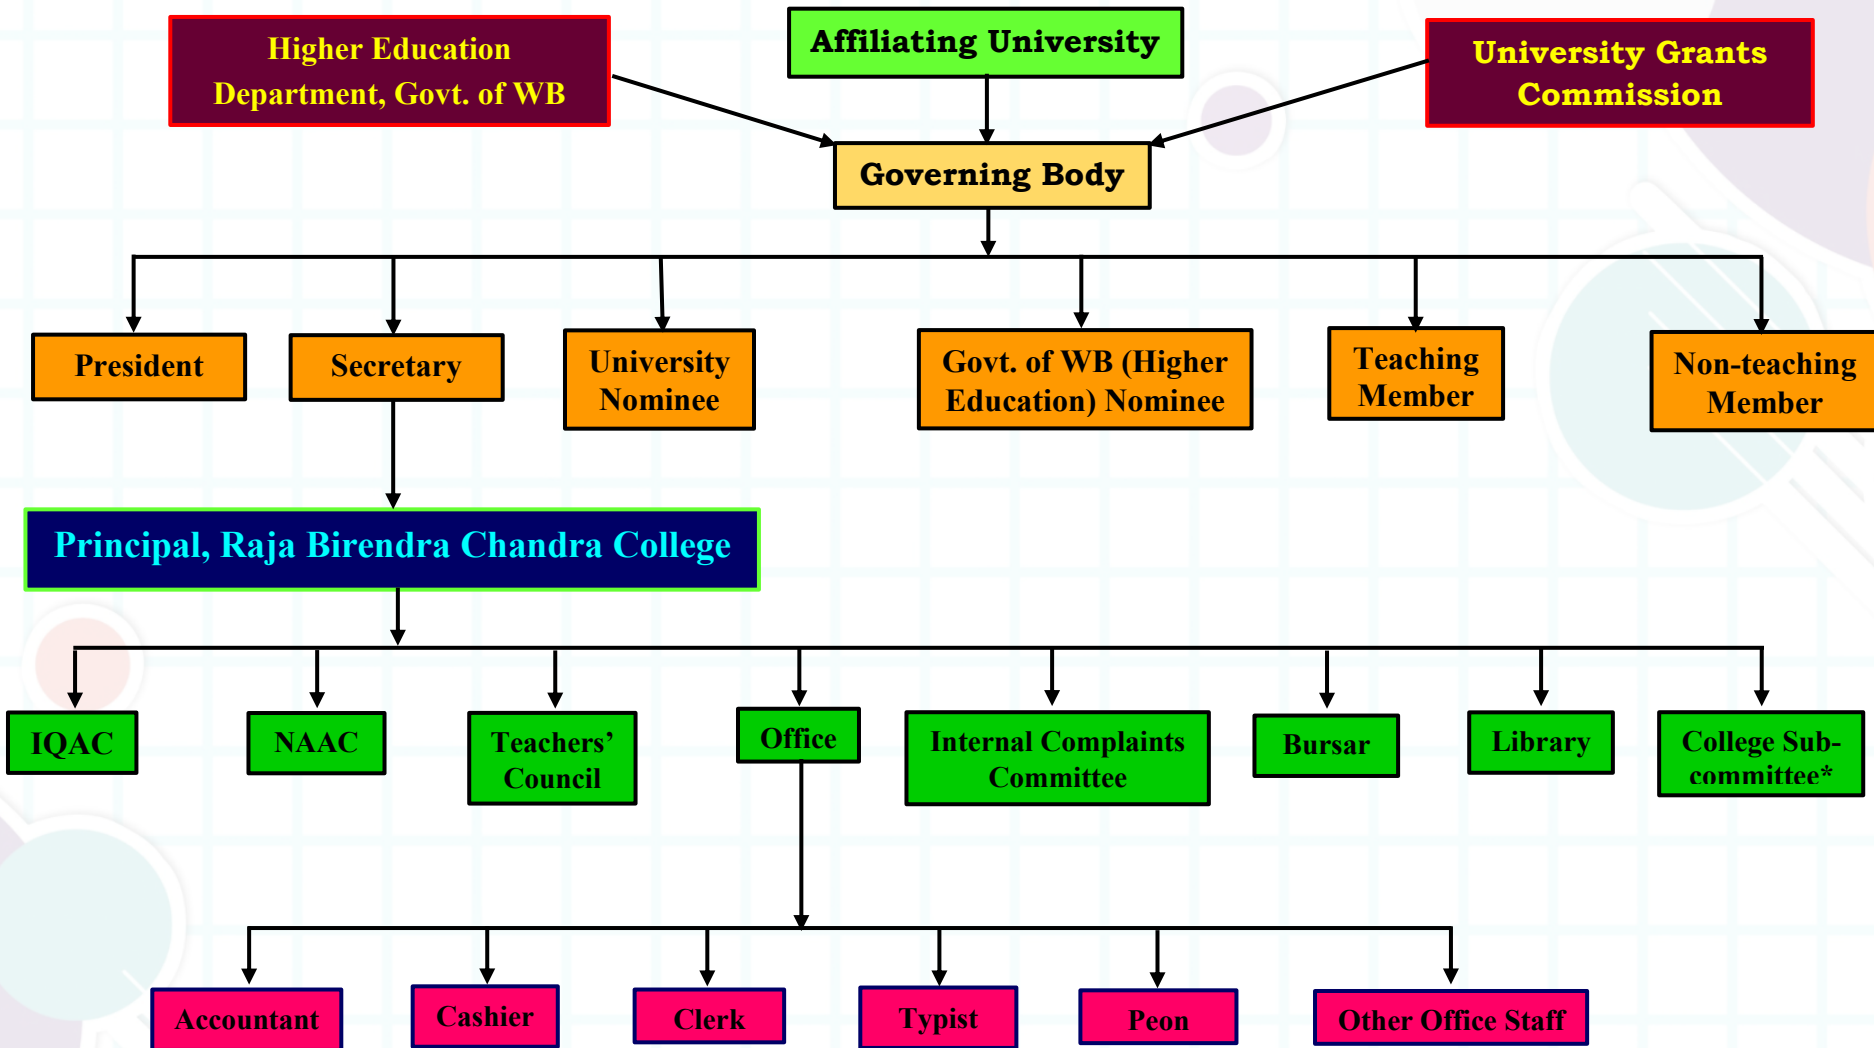 Higher Education
Department, Govt. of WB
Affiliating University
University Grants
Commission
Governing Body
President
Secretary
University
Nominee
Govt. of WB (Higher
Education) Nominee
Teaching
Member
Non-teaching
Member
Principal, Raja Birendra Chandra College
IQAC
NAAC
Teachers’
Council
Office
Internal Complaints
Committee
Bursar
Library
College Sub-
committee*
Accountant
Cashier
Clerk
Typist
Peon
Other Office Staff